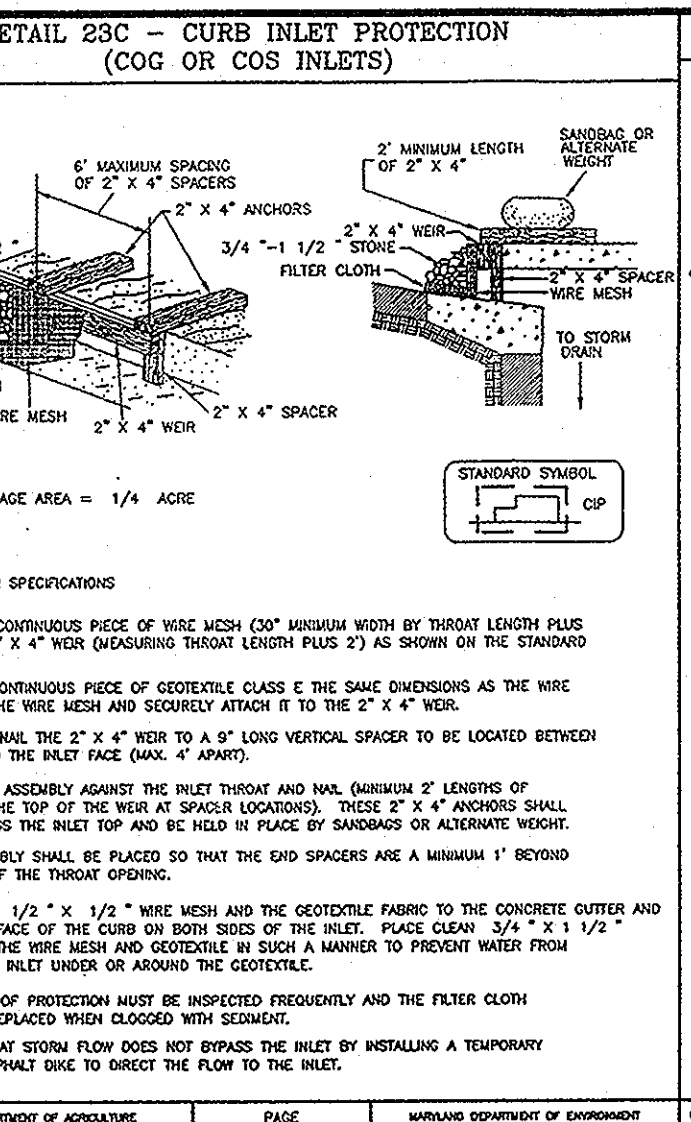 ETAIL 23C – CURB INLET PROTECTION
(COG OR COS INLETS)
6' MAXIMUM SPACING
OF 2" X 4" SPACERS
2" X 4" ANCHORS
RE MESH
2" X 4" WEIR
2" X 4" SPACER
2' MINIMUM LENGTH
OF 2" X 4"
SANDBAG OR
ALTERNATE
WEIGHT
2" X 4" WEIR
3/4 "-1 1/2 " STONE
FILTER CLOTH
2" X 4" SPACER
WIRE MESH
TO STORM
DRAIN
AGE AREA = 1/4 ACRE
STANDARD SYMBOL
CIP
SPECIFICATIONS
CONTINUOUS PIECE OF WIRE MESH (30" MINIMUM WIDTH BY THROAT LENGTH PLUS
" X 4" WEIR (MEASURING THROAT LENGTH PLUS 2') AS SHOWN ON THE STANDARD
CONTINUOUS PIECE OF GEOTEXTILE CLASS E THE SAME DIMENSIONS AS THE WIRE
HE WIRE MESH AND SECURELY ATTACH IT TO THE 2" X 4" WEIR.
NAIL THE 2" X 4" WEIR TO A 9" LONG VERTICAL SPACER TO BE LOCATED BETWEEN
THE INLET FACE (MAX. 4' APART).
ASSEMBLY AGAINST THE INLET THROAT AND NAIL (MINIMUM 2' LENGTHS OF
HE TOP OF THE WEIR AT SPACER LOCATIONS). THESE 2" X 4" ANCHORS SHALL
SS THE INLET TOP AND BE HELD IN PLACE BY SANDBAGS OR ALTERNATE WEIGHT.
BLY SHALL BE PLACED SO THAT THE END SPACERS ARE A MINIMUM 1' BEYOND
F THE THROAT OPENING.
1/2 " X 1/2 " WIRE MESH AND THE GEOTEXTILE FABRIC TO THE CONCRETE GUTTER AND
FACE OF THE CURB ON BOTH SIDES OF THE INLET. PLACE CLEAN 3/4 " X 1 1/2 "
THE WIRE MESH AND GEOTEXTILE IN SUCH A MANNER TO PREVENT WATER FROM
INLET UNDER OR AROUND THE GEOTEXTILE.
OF PROTECTION MUST BE INSPECTED FREQUENTLY AND THE FILTER CLOTH
EPLACED WHEN CLOGGED WITH SEDIMENT.
AT STORM FLOW DOES NOT BYPASS THE INLET BY INSTALLING A TEMPORARY
PHALT DIKE TO DIRECT THE FLOW TO THE INLET.
RTMENT OF AGRICULTURE
PAGE
MARYLAND DEPARTMENT OF ENVIRONMENT